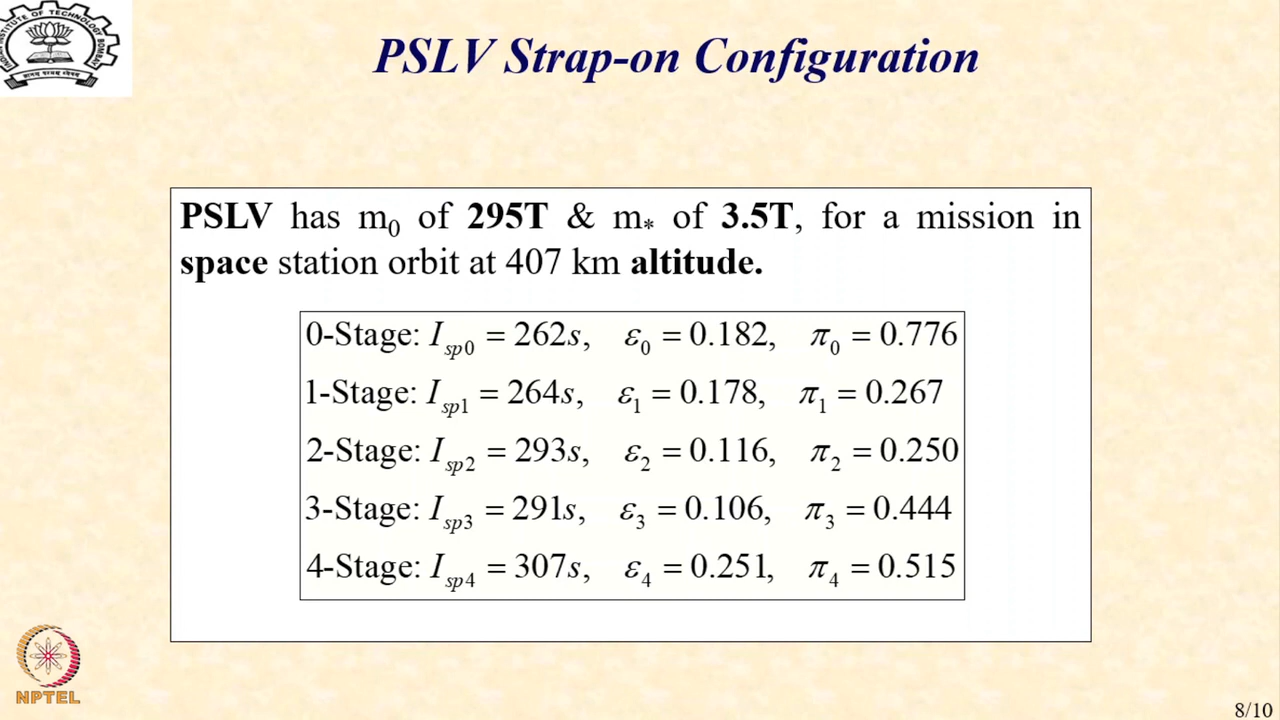 PSLV Strap-on Configuration
PSLV has m₀ of 295T & m* of 3.5T, for a mission in
space station orbit at 407 km altitude.
0-Stage: I_sp0 = 262s, ε₀ = 0.182, π₀ = 0.776
1-Stage: I_sp1 = 264s, ε₁ = 0.178, π₁ = 0.267
2-Stage: I_sp2 = 293s, ε₂ = 0.116, π₂ = 0.250
3-Stage: I_sp3 = 291s, ε₃ = 0.106, π₃ = 0.444
4-Stage: I_sp4 = 307s, ε₄ = 0.251, π₄ = 0.515
NPTEL
8/10